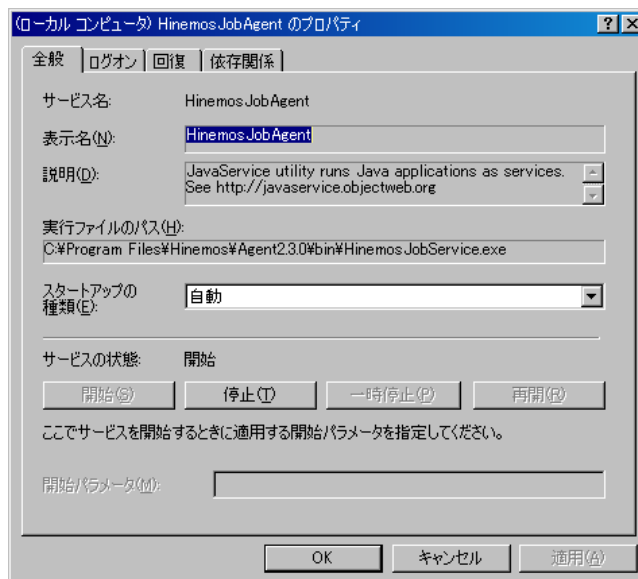 (ローカル コンピュータ) HinemosJobAgent のプロパティ
全般 ログオン 回復 依存関係
サービス名: HinemosJobAgent
表示名(N): HinemosJobAgent
説明(D): JavaService utility runs Java applications as services.
See http://javaservice.objectweb.org
実行ファイルのパス(H):
C:¥Program Files¥Hinemos¥Agent2.3.0¥bin¥HinemosJobService.exe
スタートアップの
種類(E): 自動
サービスの状態: 開始
開始(S) 停止(T) 一時停止(P) 再開(R)
ここでサービスを開始するときに適用する開始パラメータを指定してください。
開始パラメータ(M):
OK キャンセル 適用(A)